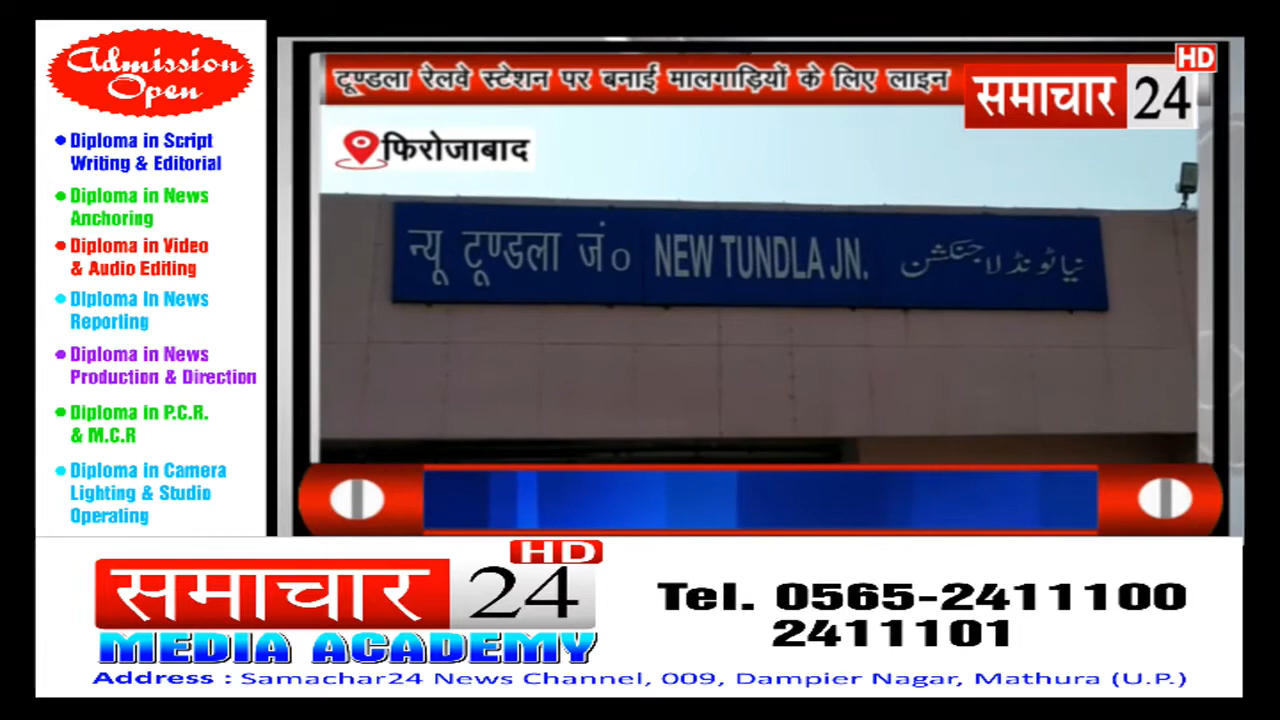 Admission
Open
Diploma in Script
Writing & Editorial
Diploma in News
Anchoring
Diploma in Video
& Audio Editing
Diploma in News
Reporting
Diploma in News
Production & Direction
Diploma in P.C.R.
& M.C.R
Diploma in Camera
Lighting & Studio
Operating
टूण्डला रेलवे स्टेशन पर बनाई मालगाड़ियों के लिए लाइन
HD
समाचार 24
फिरोजाबाद
न्यू टूण्डला जं० NEW TUNDLA JN. نیا ٹونڈلا جنکشن
HD
समाचार 24
MEDIA ACADEMY
Tel. 0565-2411100
2411101
Address : Samachar24 News Channel, 009, Dampier Nagar, Mathura (U.P.)